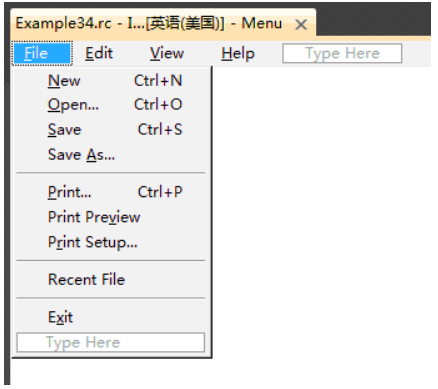 Example34.rc - I...[英语(美国)] - Menu
File Edit View Help Type Here
New Ctrl+N
Open... Ctrl+O
Save Ctrl+S
Save As...
Print... Ctrl+P
Print Preview
Print Setup...
Recent File
Exit
Type Here